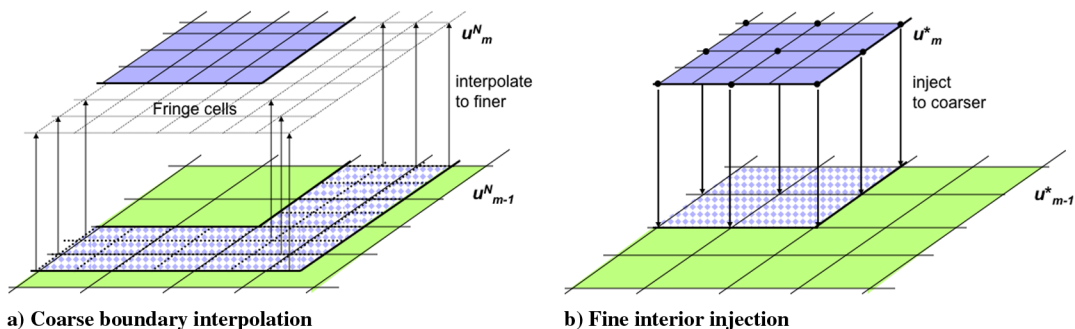 u^N_m
interpolate
to finer
Fringe cells
u^N_m-1
a) Coarse boundary interpolation
u*_m
inject
to coarser
u*_m-1
b) Fine interior injection